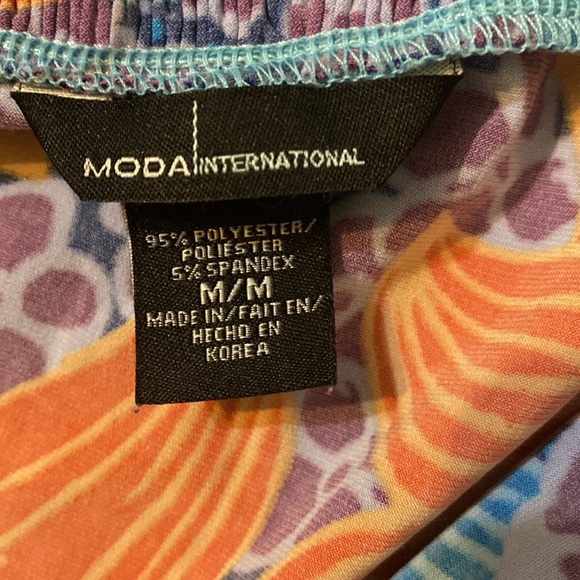 MODA INTERNATIONAL
95% POLYESTER/
POLIÉSTER
5% SPANDEX
M/M
MADE IN/FAIT EN/
HECHO EN
KOREA